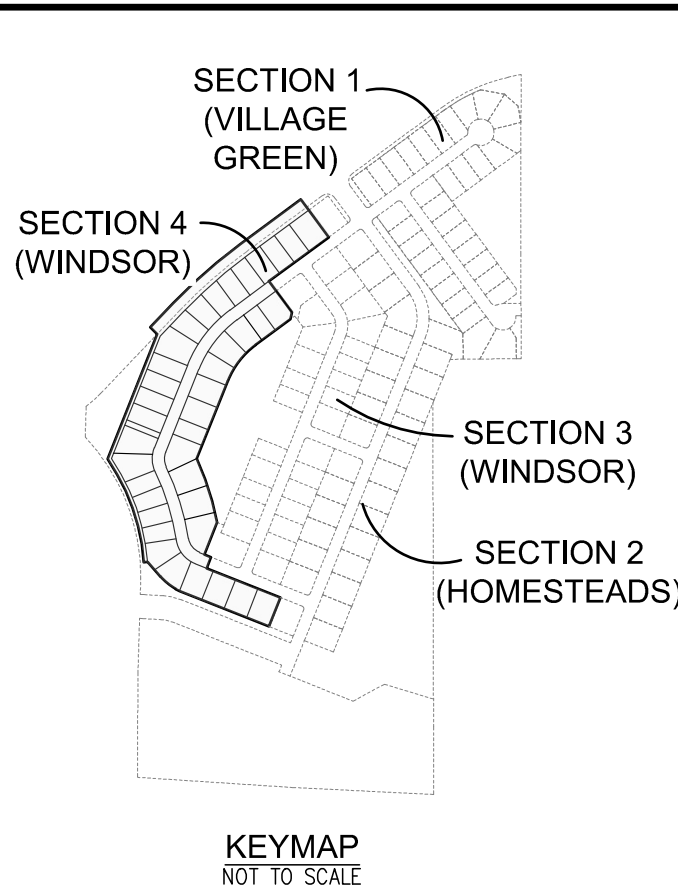 SECTION 1
(VILLAGE
GREEN)
SECTION 4
(WINDSOR)
SECTION 3
(WINDSOR)
SECTION 2
(HOMESTEADS)
KEYMAP
NOT TO SCALE